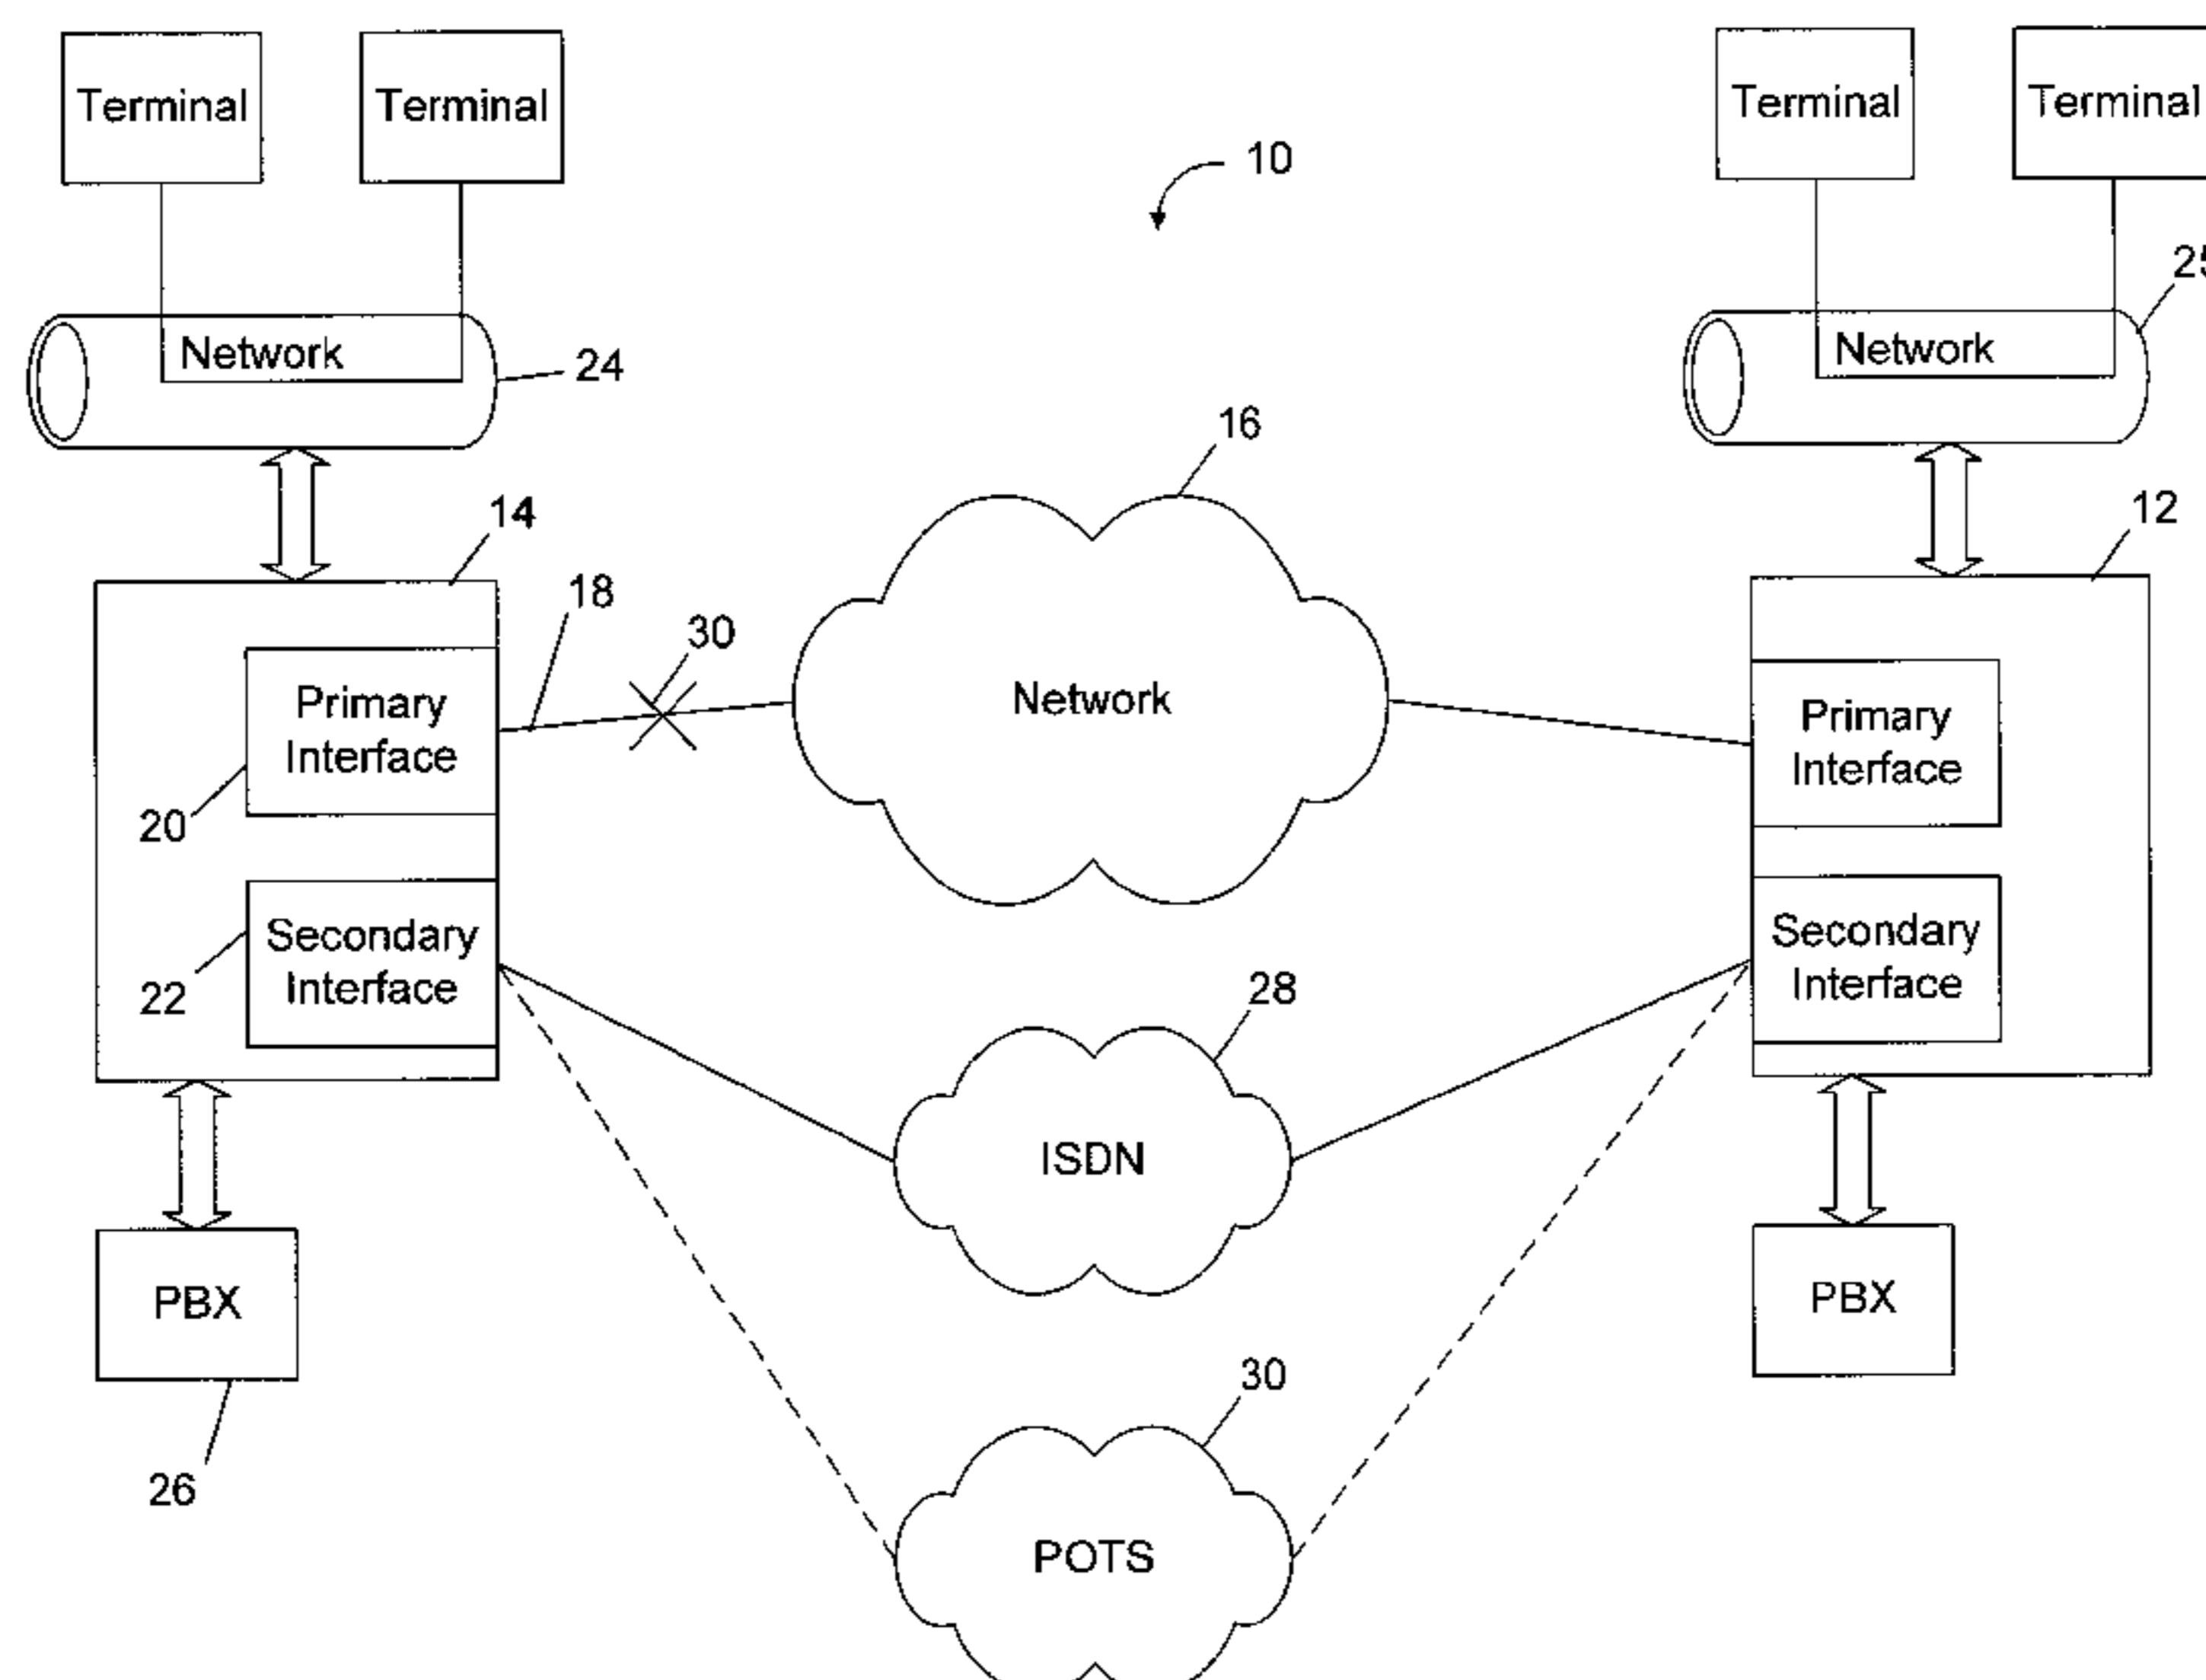 Terminal
Terminal
Terminal
Terminal
10
25
Network
24
Network
16
14
12
18
30
Primary
Interface
Network
Primary
Interface
20
Secondary
Interface
22
Secondary
Interface
28
ISDN
PBX
PBX
30
26
POTS